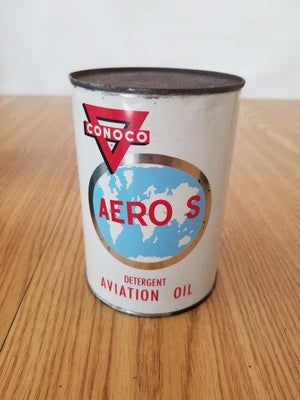 CONOCO
AERO S
DETERGENT
AVIATION OIL